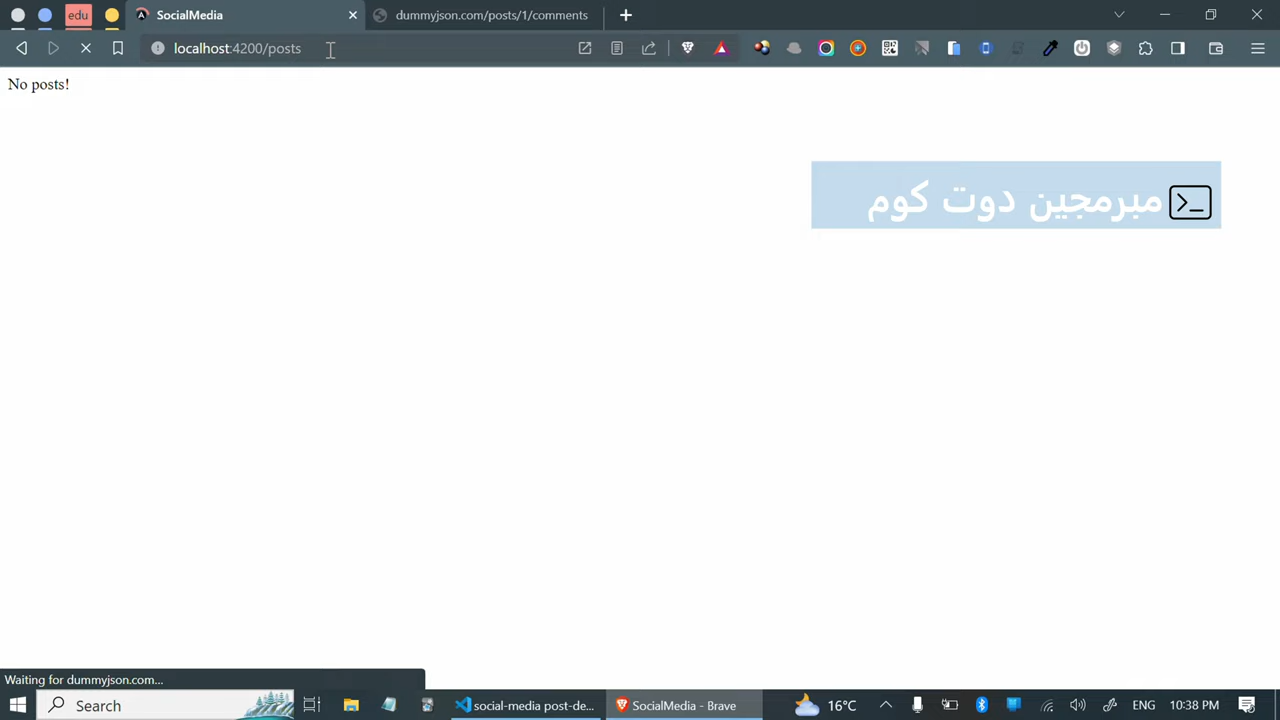 edu
SocialMedia
dummyjson.com/posts/1/comments
localhost:4200/posts
No posts!
مبرمجين دوت كوم
Waiting for dummyjson.com...
Search
social-media post-de...
SocialMedia - Brave
16°C
ENG
10:38 PM